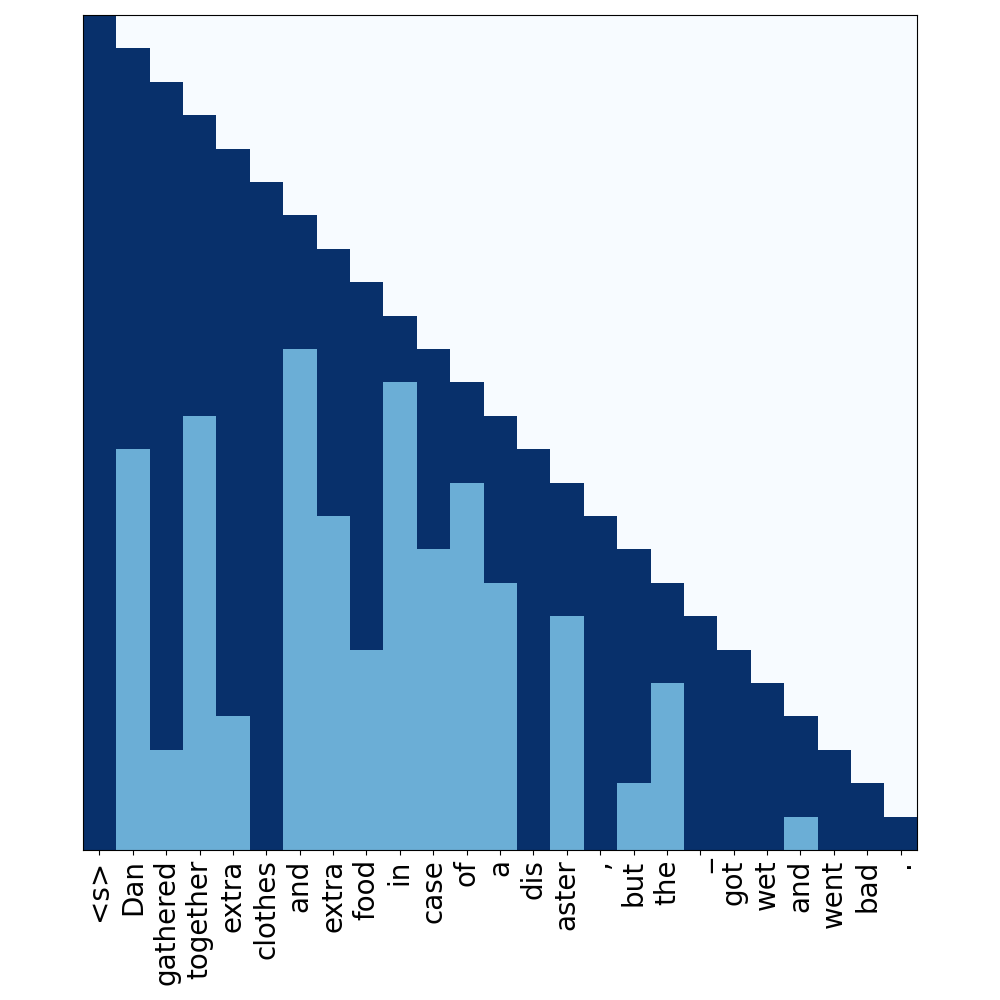 <s> Dan gathered together extra clothes and extra food in case of a dis aster , but the _ got wet and went bad .